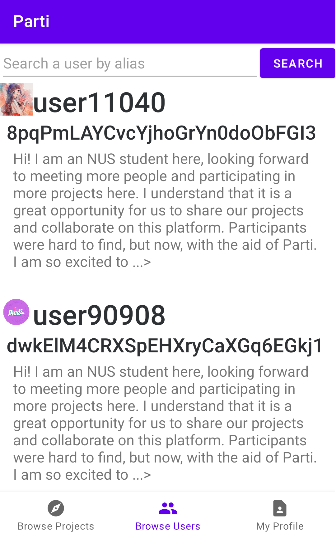 Parti
Search a user by alias
SEARCH
user11040
8pqPmLAYCvcYjhoGrYn0doObFGI3
Hi! I am an NUS student here, looking forward
to meeting more people and participating in
more projects here. I understand that it is a
great opportunity for us to share our projects
and collaborate on this platform. Participants
were hard to find, but now, with the aid of Parti.
I am so excited to ...>
user90908
dwkElM4CRXSpEHXryCaXGq6EGkj1
Hi! I am an NUS student here, looking forward
to meeting more people and participating in
more projects here. I understand that it is a
great opportunity for us to share our projects
and collaborate on this platform. Participants
were hard to find, but now, with the aid of Parti.
I am so excited to ...>
Browse Projects
Browse Users
My Profile